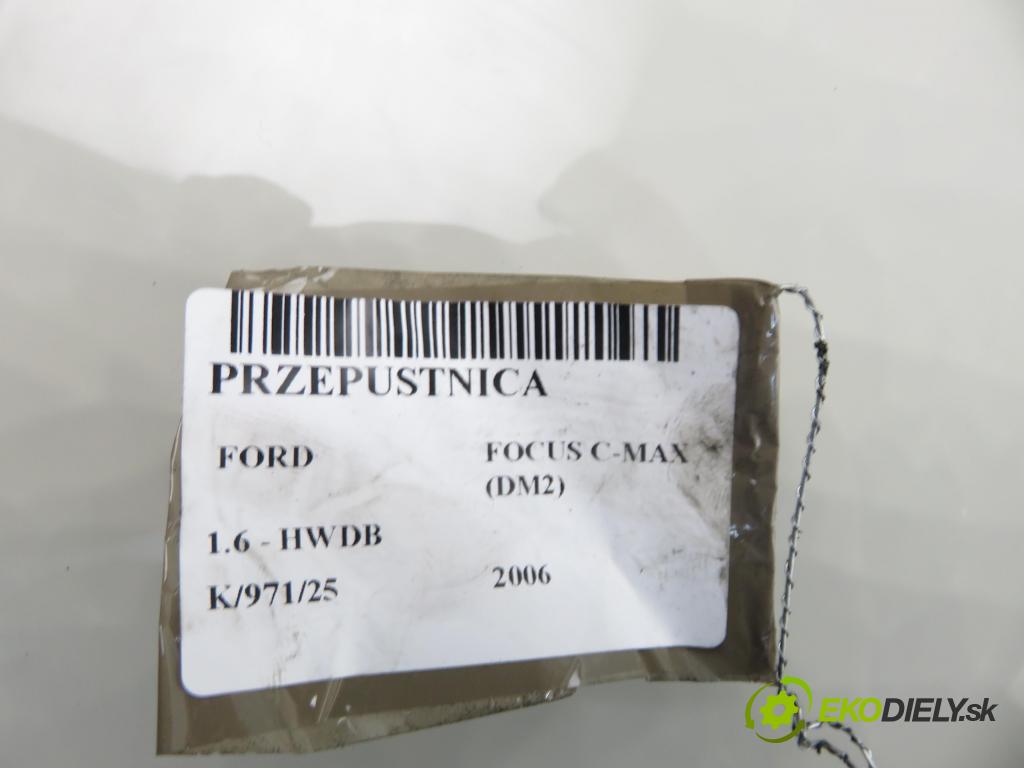 PRZEPUSTNICA
FORD
FOCUS C-MAX
(DM2)
1.6 - HWDB
K/971/25
2006
EKODIELY.sk